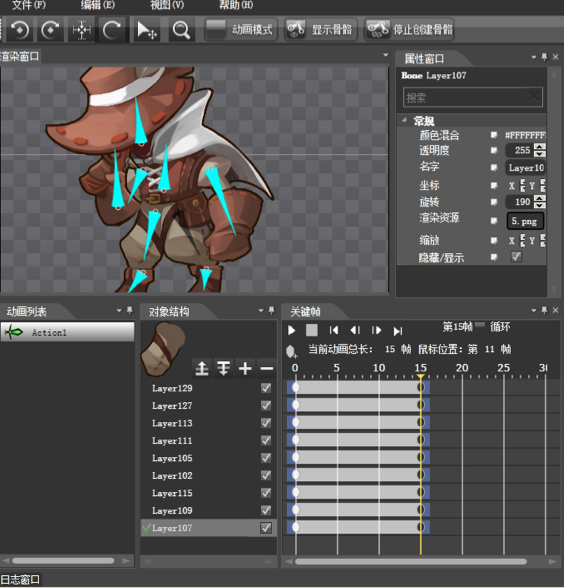 文件(F) 编辑(E) 视图(V) 帮助(H)
动画模式 显示骨骼 停止创建骨骼
渲染窗口
属性窗口
Bone Layer107
搜索
常规
颜色混合 #FFFFFFFF
透明度 255
名字 Layer10
坐标 X Y
旋转 190
渲染资源 5.png
缩放 X Y
隐藏/显示
动画列表
Action1
对象结构
Layer129
Layer127
Layer113
Layer111
Layer105
Layer102
Layer115
Layer109
Layer107
关键帧
第15帧 循环
当前动画总长: 15 帧 鼠标位置: 第 11 帧
0 5 10 15 20 25 30
日志窗口